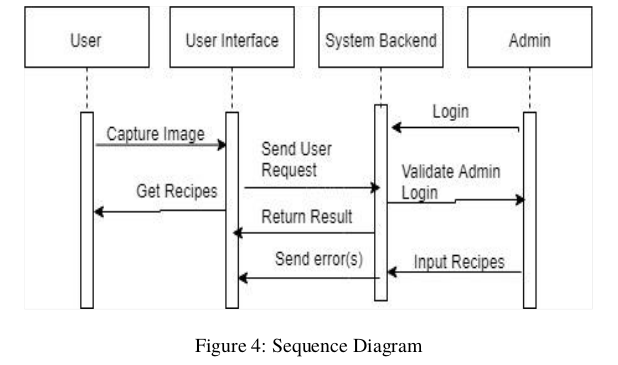 User
User Interface
System Backend
Admin
Login
Capture Image
Send User
Request
Validate Admin
Login
Get Recipes
Return Result
Send error(s)
Input Recipes
Figure 4: Sequence Diagram